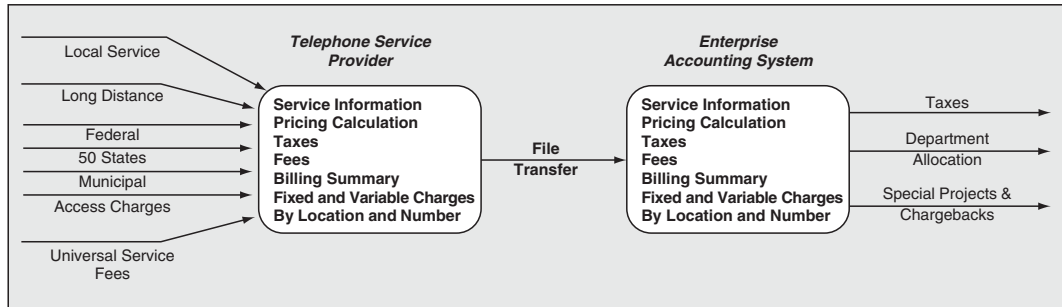 Telephone Service
Provider
Enterprise
Accounting System
Local Service
Long Distance
Federal
50 States
Municipal
Access Charges
Universal Service
Fees
Service Information
Pricing Calculation
Taxes
Fees
Billing Summary
Fixed and Variable Charges
By Location and Number
File
Transfer
Service Information
Pricing Calculation
Taxes
Fees
Billing Summary
Fixed and Variable Charges
By Location and Number
Taxes
Department
Allocation
Special Projects &
Chargebacks